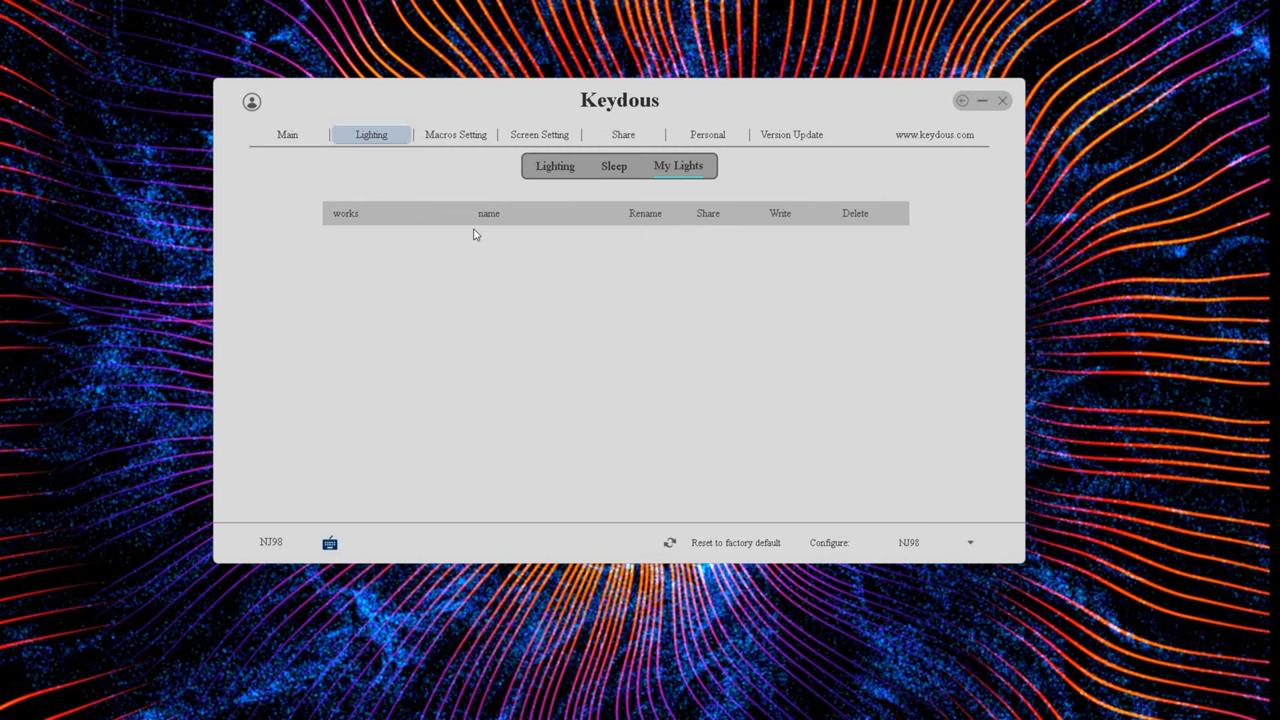 Keydous
Main Lighting Macros Setting Screen Setting Share Personal Version Update www.keydous.com
Lighting Sleep My Lights
works name Rename Share Write Delete
NJ98 Reset to factory default Configure: NJ98